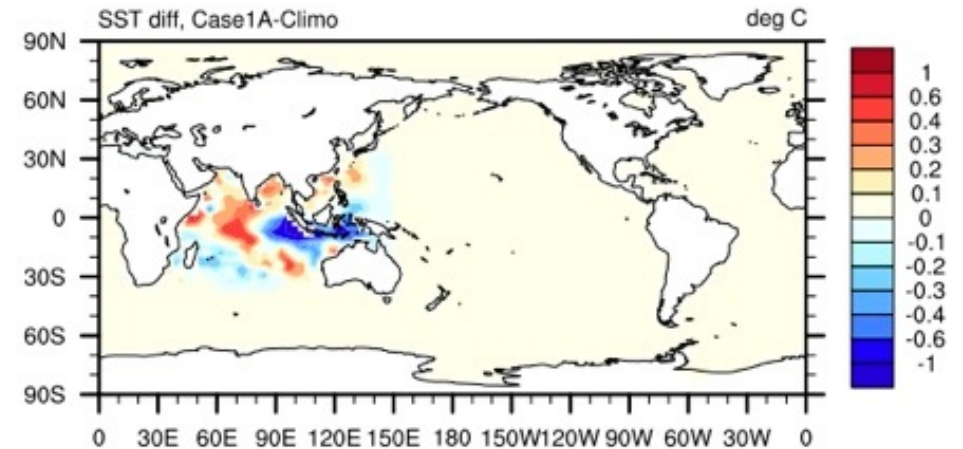 SST diff, Case1A-Climo deg C
90N
60N
30N
0
30S
60S
90S
0 30E 60E 90E 120E 150E 180 150W 120W 90W 60W 30W 0
1
0.6
0.4
0.3
0.2
0.1
0
-0.1
-0.2
-0.3
-0.4
-0.6
-1